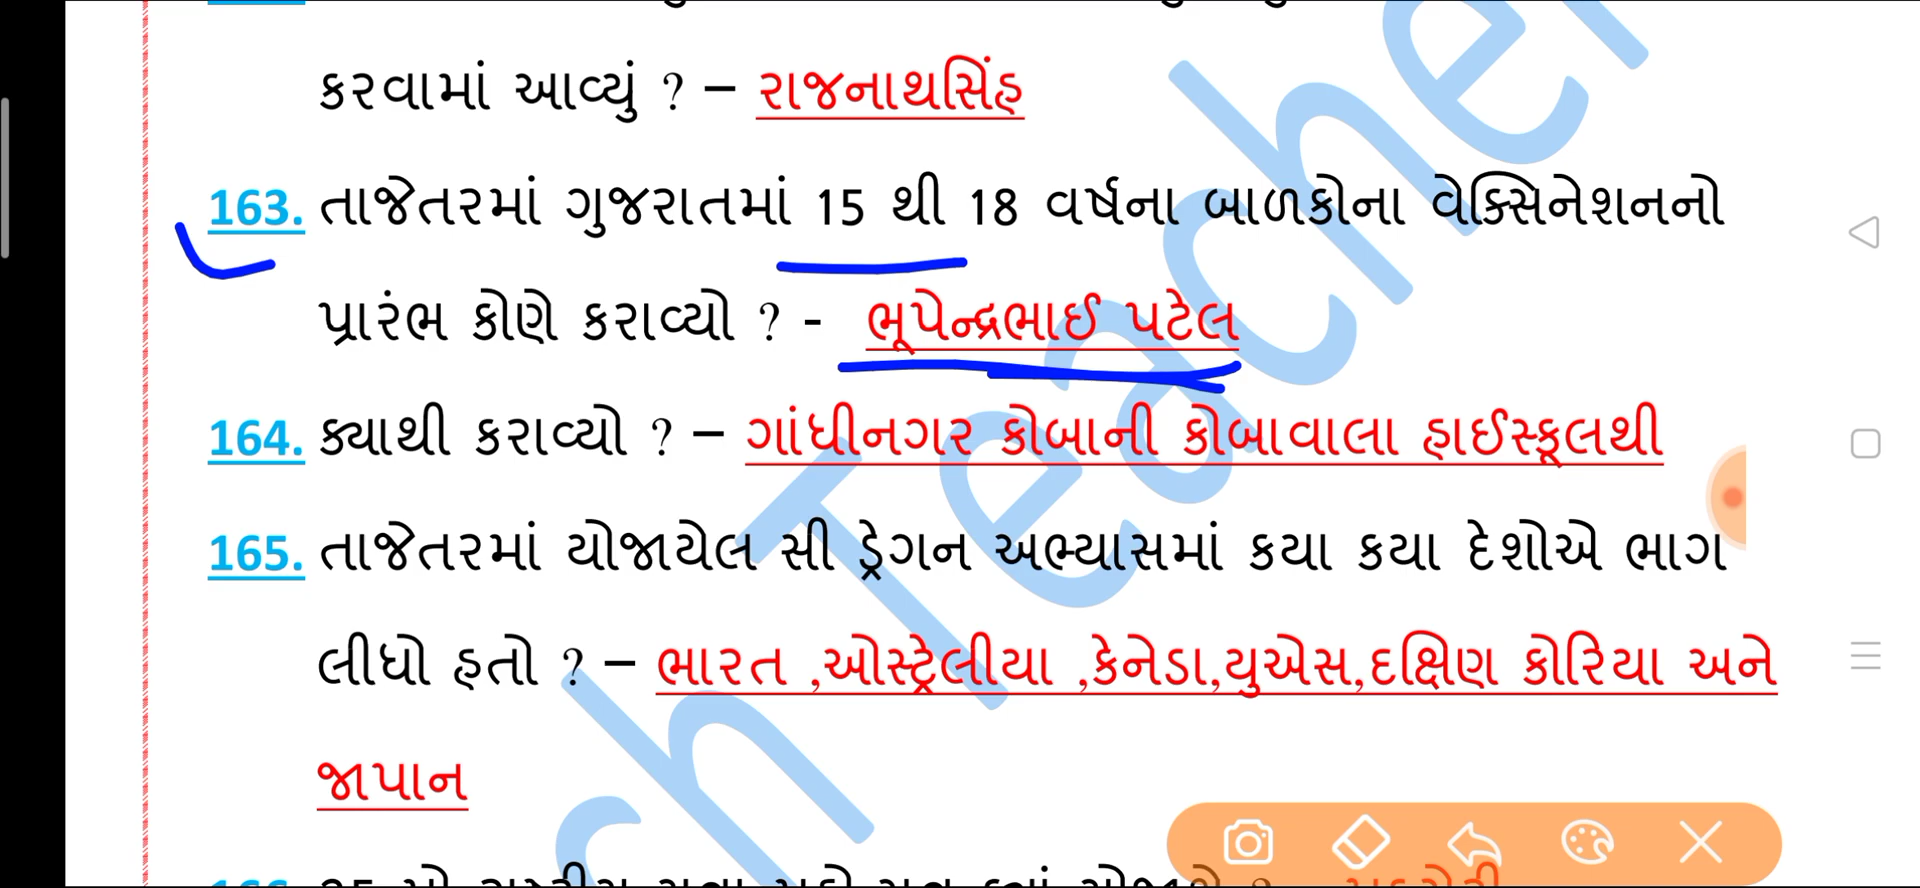 કરવામાં આવ્યું ? – રાજનાથસિંહ
163. તાજેતરમાં ગુજરાતમાં 15 થી 18 વર્ષના બાળકોના વેક્સિનેશનનો
પ્રારંભ કોણે કરાવ્યો ? - ભૂપેન્દ્રભાઈ પટેલ
164. ક્યાથી કરાવ્યો ? – ગાંધીનગર કોબાની કોબાવાલા હાઈસ્કૂલથી
165. તાજેતરમાં યોજાયેલ સી ડ્રેગન અભ્યાસમાં કયા કયા દેશોએ ભાગ
લીધો હતો ? – ભારત ,ઓસ્ટ્રેલીયા ,કેનેડા,યુએસ,દક્ષિણ કોરિયા અને
જાપાન
Teacher